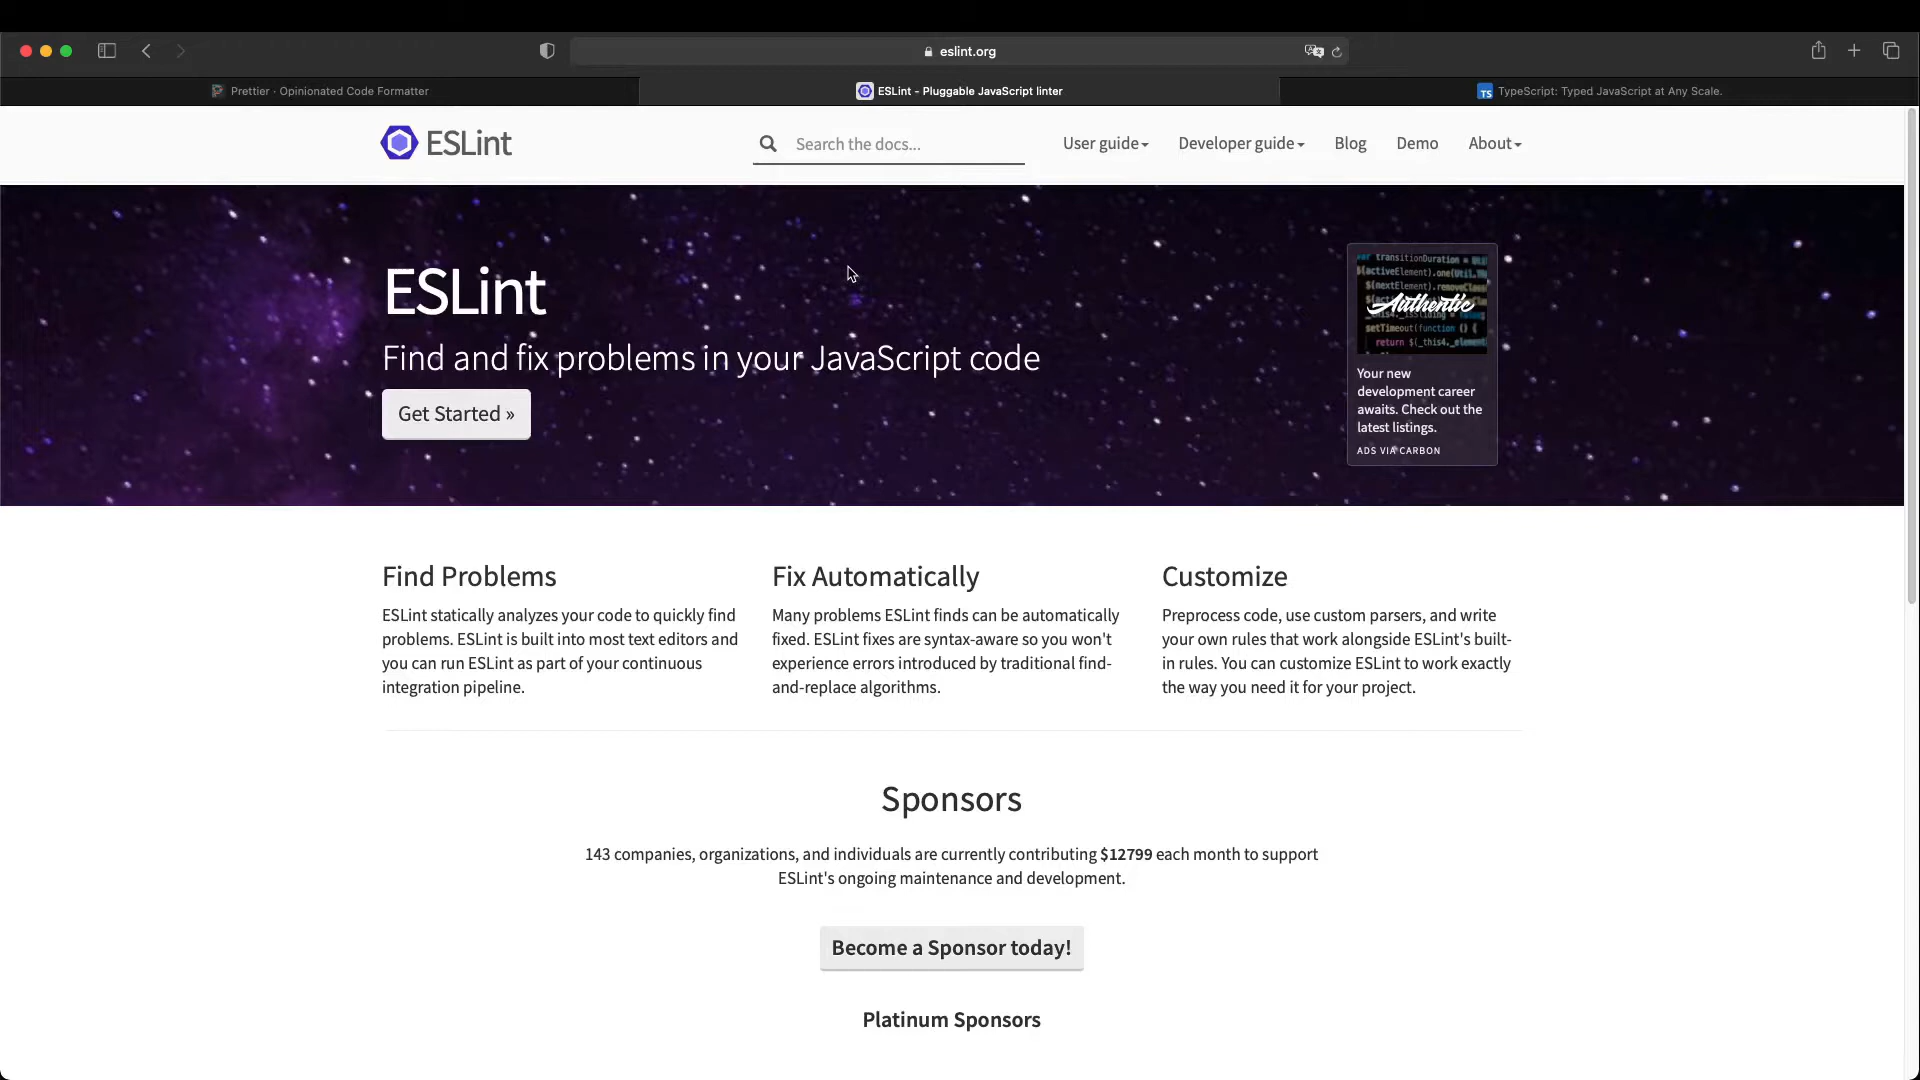 eslint.org
Prettier · Opinionated Code Formatter
ESLint - Pluggable JavaScript linter
TS
TypeScript: Typed JavaScript at Any Scale.
ESLint
Search the docs...
User guide
Developer guide
Blog
Demo
About
ESLint
Find and fix problems in your JavaScript code
Get Started »
Authentic
Your new
development career
awaits. Check out the
latest listings.
ADS VIA CARBON
Find Problems
ESLint statically analyzes your code to quickly find
problems. ESLint is built into most text editors and
you can run ESLint as part of your continuous
integration pipeline.
Fix Automatically
Many problems ESLint finds can be automatically
fixed. ESLint fixes are syntax-aware so you won't
experience errors introduced by traditional find-
and-replace algorithms.
Customize
Preprocess code, use custom parsers, and write
your own rules that work alongside ESLint's built-
in rules. You can customize ESLint to work exactly
the way you need it for your project.
Sponsors
143 companies, organizations, and individuals are currently contributing $12799 each month to support
ESLint's ongoing maintenance and development.
Become a Sponsor today!
Platinum Sponsors